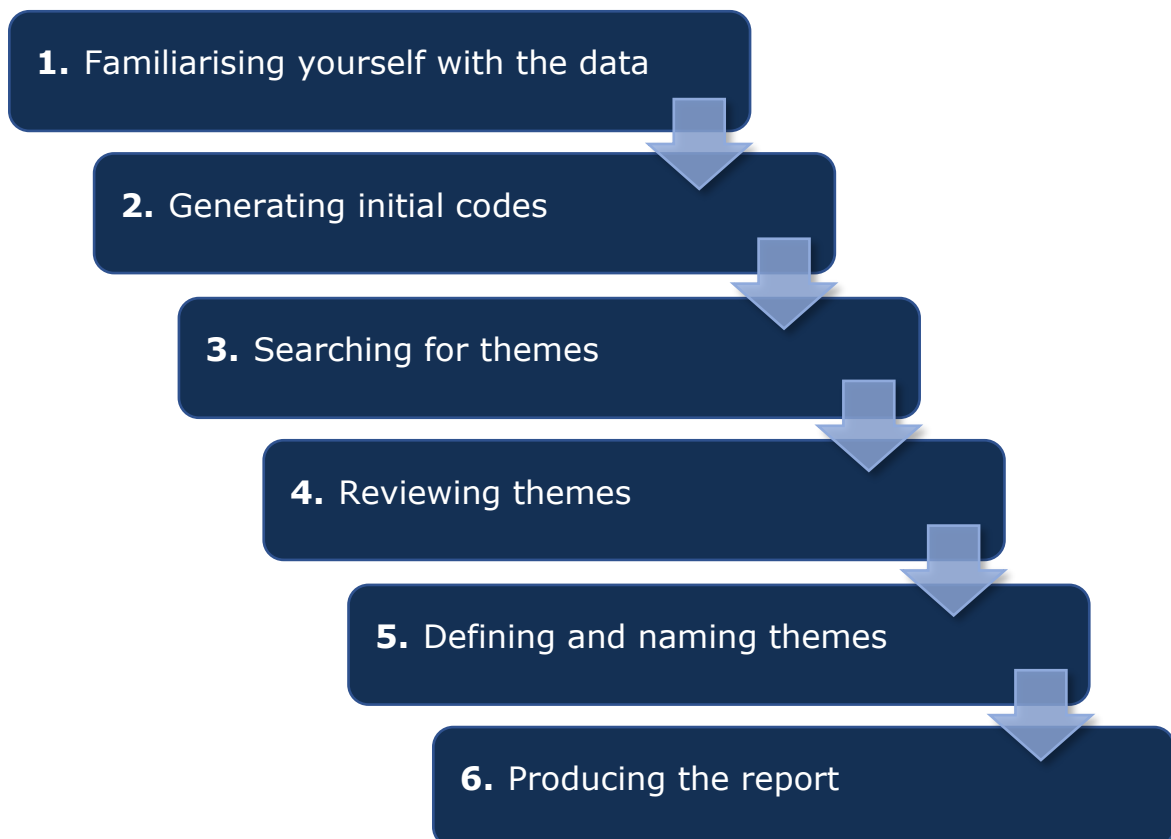 1. Familiarising yourself with the data
2. Generating initial codes
3. Searching for themes
4. Reviewing themes
5. Defining and naming themes
6. Producing the report